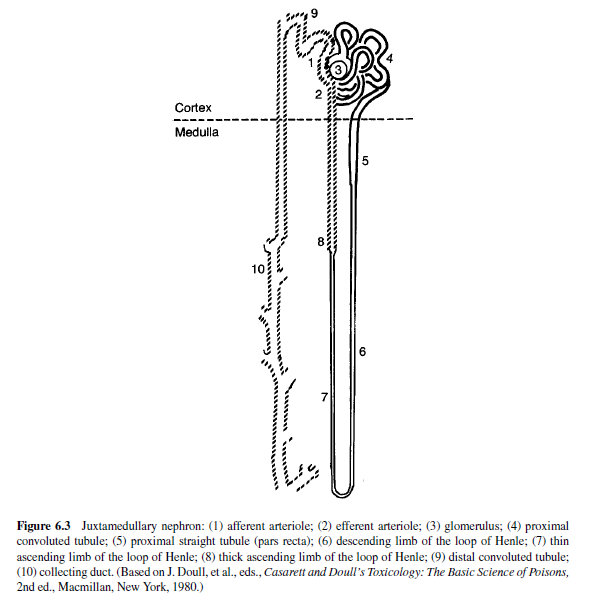 9
1
3
4
2
Cortex
Medulla
5
8
10
6
7
Figure 6.3 Juxtamedullary nephron: (1) afferent arteriole; (2) efferent arteriole; (3) glomerulus; (4) proximal
convoluted tubule; (5) proximal straight tubule (pars recta); (6) descending limb of the loop of Henle; (7) thin
ascending limb of the loop of Henle; (8) thick ascending limb of the loop of Henle; (9) distal convoluted tubule;
(10) collecting duct. (Based on J. Doull, et al., eds., Casarett and Doull's Toxicology: The Basic Science of Poisons,
2nd ed., Macmillan, New York, 1980.)